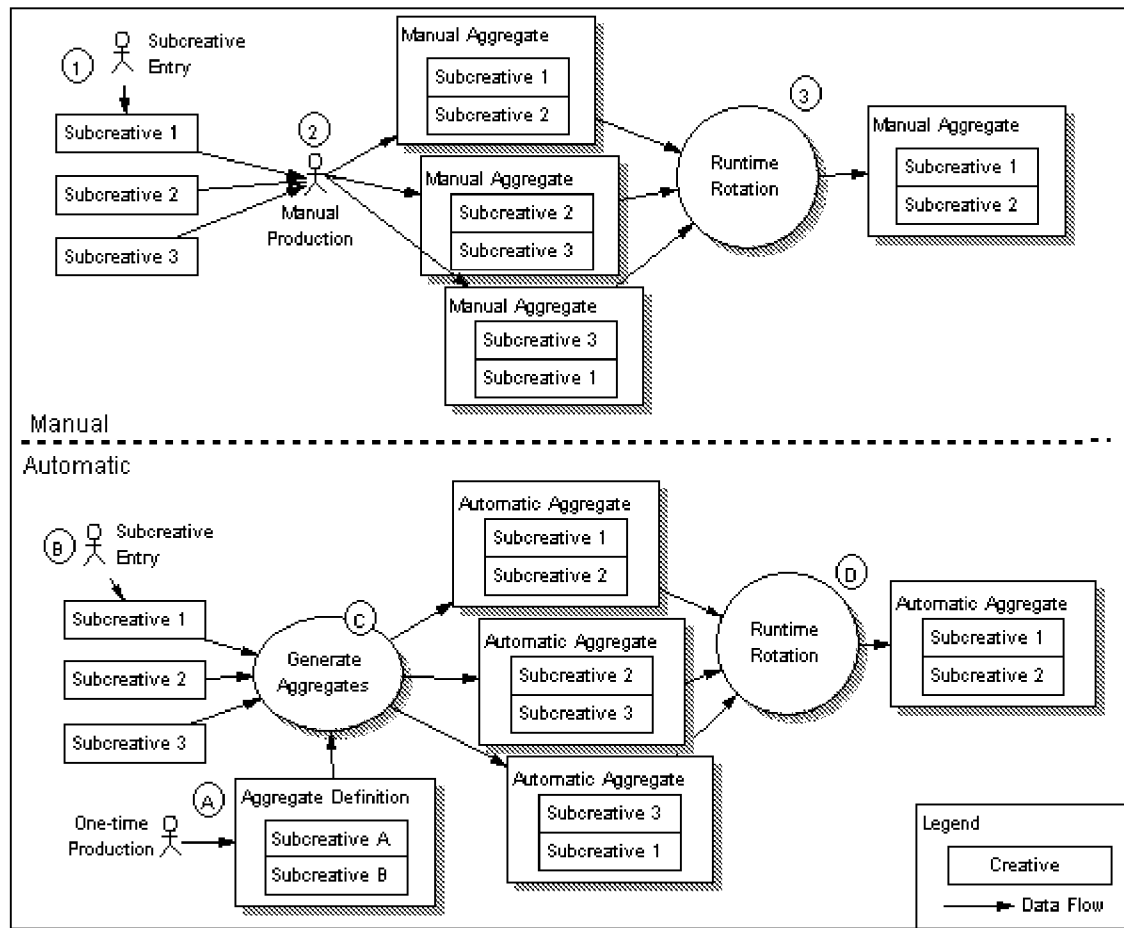 1
Subcreative
Entry
Subcreative 1
Subcreative 2
Subcreative 3
2
Manual
Production
Manual Aggregate
Subcreative 1
Subcreative 2
Manual Aggregate
Subcreative 2
Subcreative 3
Manual Aggregate
Subcreative 3
Subcreative 1
3
Runtime
Rotation
Manual Aggregate
Subcreative 1
Subcreative 2
Manual
Automatic
B
Subcreative
Entry
Subcreative 1
Subcreative 2
Subcreative 3
C
Generate
Aggregates
A
One-time
Production
Aggregate Definition
Subcreative A
Subcreative B
Automatic Aggregate
Subcreative 1
Subcreative 2
Automatic Aggregate
Subcreative 2
Subcreative 3
Automatic Aggregate
Subcreative 3
Subcreative 1
D
Runtime
Rotation
Automatic Aggregate
Subcreative 1
Subcreative 2
Legend
Creative
Data Flow